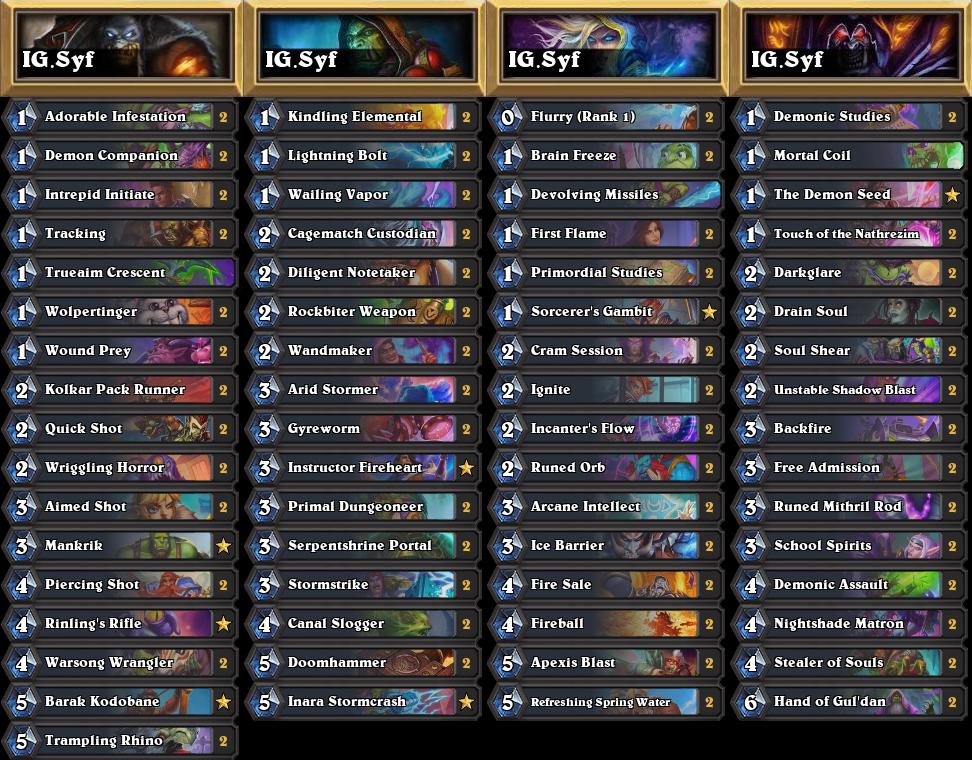 IG.Syf
1 Adorable Infestation 2
1 Demon Companion 2
1 Intrepid Initiate 2
1 Tracking 2
1 Trueaim Crescent
1 Wolpertinger 2
1 Wound Prey 2
2 Kolkar Pack Runner 2
2 Quick Shot 2
2 Wriggling Horror 2
3 Aimed Shot 2
3 Mankrik
4 Piercing Shot 2
4 Rinling's Rifle
4 Warsong Wrangler 2
5 Barak Kodobane
5 Trampling Rhino 2
IG.Syf
1 Kindling Elemental 2
1 Lightning Bolt 2
1 Wailing Vapor 2
2 Cagematch Custodian 2
2 Diligent Notetaker 2
2 Rockbiter Weapon 2
2 Wandmaker 2
3 Arid Stormer 2
3 Gyreworm 2
3 Instructor Fireheart
3 Primal Dungeoneer 2
3 Serpentshrine Portal 2
3 Stormstrike 2
4 Canal Slogger 2
5 Doomhammer 2
5 Inara Stormcrash
IG.Syf
0 Flurry (Rank 1) 2
1 Brain Freeze 2
1 Devolving Missiles
1 First Flame 2
1 Primordial Studies 2
1 Sorcerer's Gambit
2 Cram Session 2
2 Ignite 2
2 Incanter's Flow 2
2 Runed Orb 2
3 Arcane Intellect 2
3 Ice Barrier 2
4 Fire Sale 2
4 Fireball 2
5 Apexis Blast 2
5 Refreshing Spring Water 2
IG.Syf
1 Demonic Studies 2
1 Mortal Coil
1 The Demon Seed
1 Touch of the Nathrezim 2
2 Darkglare 2
2 Drain Soul 2
2 Soul Shear 2
2 Unstable Shadow Blast 2
3 Backfire 2
3 Free Admission 2
3 Runed Mithril Rod 2
3 School Spirits 2
4 Demonic Assault 2
4 Nightshade Matron 2
4 Stealer of Souls 2
6 Hand of Gul'dan 2